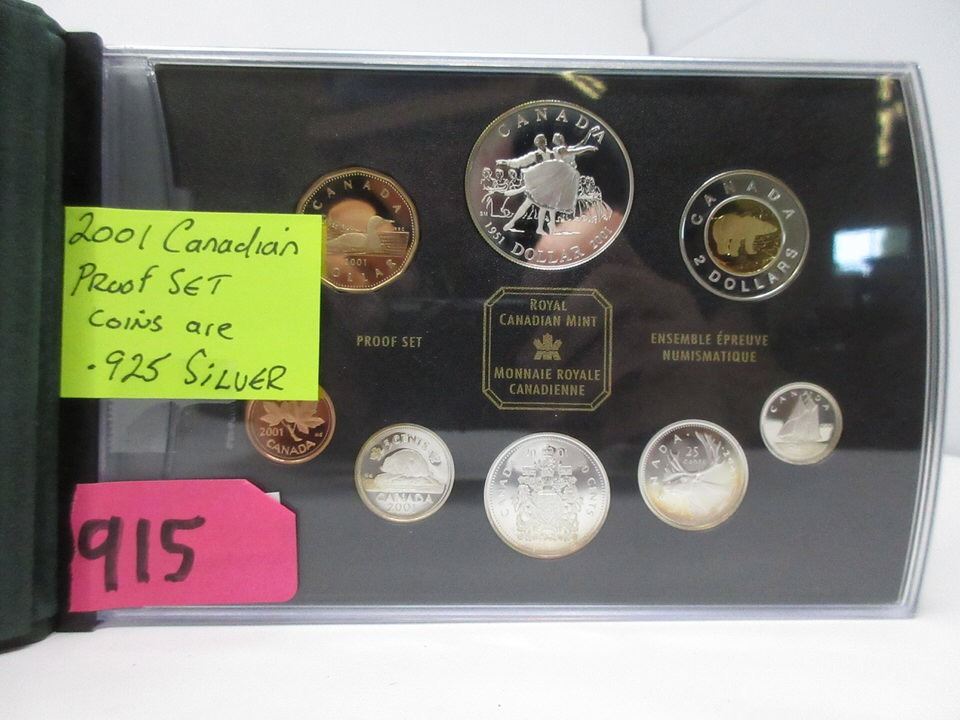 2001 Canadian
Proof SET
coins are
.925 SILVER
915
CANADA
DOLLAR
2001
CANADA
1951 DOLLAR 2001
CANADA
2 DOLLARS
ROYAL
CANADIAN MINT
MONNAIE ROYALE
CANADIENNE
PROOF SET
ENSEMBLE ÉPREUVE
NUMISMATIQUE
2001
CANADA
5 CENTS
CANADA
2001
CANADA
CENTS
25
CENTS
CANADA